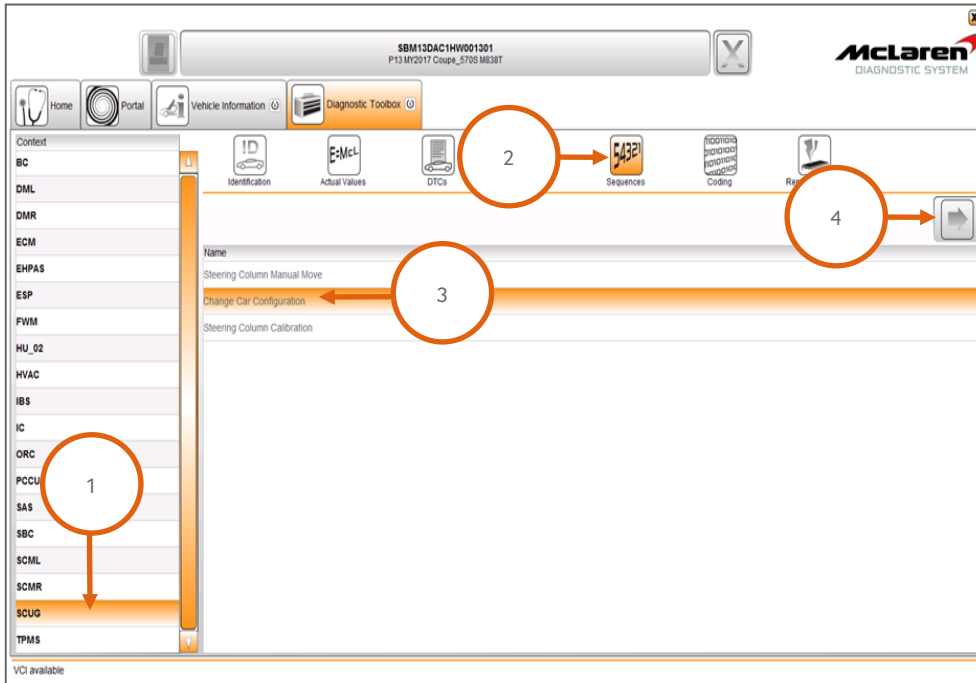 SBM13DAC1HW001301
P13 MY2017 Coupe_570S M838T
X
McLaren
DIAGNOSTIC SYSTEM
Home
Portal
Vehicle Information
Diagnostic Toolbox
Context
BC
DML
DMR
ECM
EHPAS
ESP
FWM
HU_02
HVAC
IBS
IC
ORC
PCCU
SAS
SBC
SCML
SCMR
SCUG
TPMS
ID
Identification
E:McL
Actual Values
DTCs
2
54321
Sequences
Coding
4
Name
Steering Column Manual Move
Change Car Configuration
3
Steering Column Calibration
1
VCI available